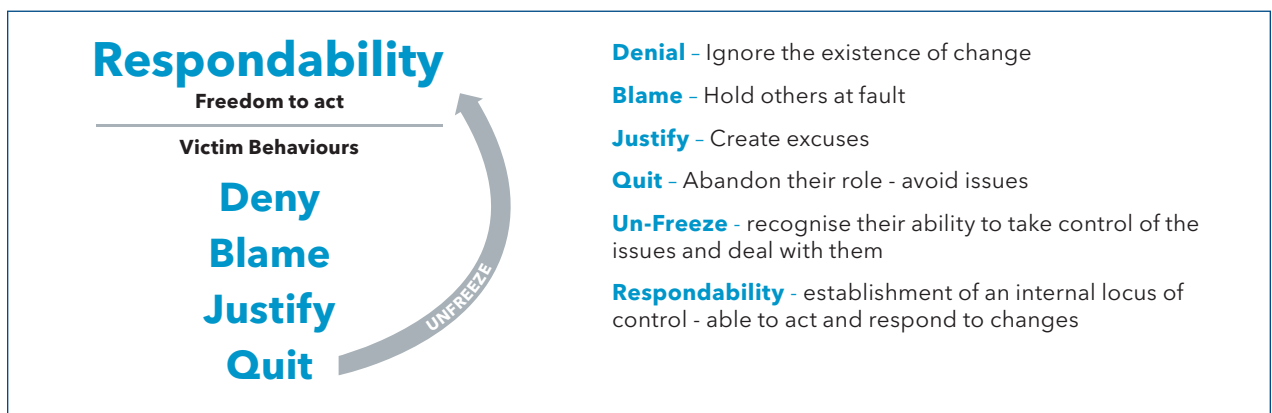 Respondability
Freedom to act
Victim Behaviours
Deny
Blame
Justify
Quit
UNFREEZE
Denial – Ignore the existence of change
Blame – Hold others at fault
Justify – Create excuses
Quit – Abandon their role - avoid issues
Un-Freeze - recognise their ability to take control of the
issues and deal with them
Respondability - establishment of an internal locus of
control - able to act and respond to changes